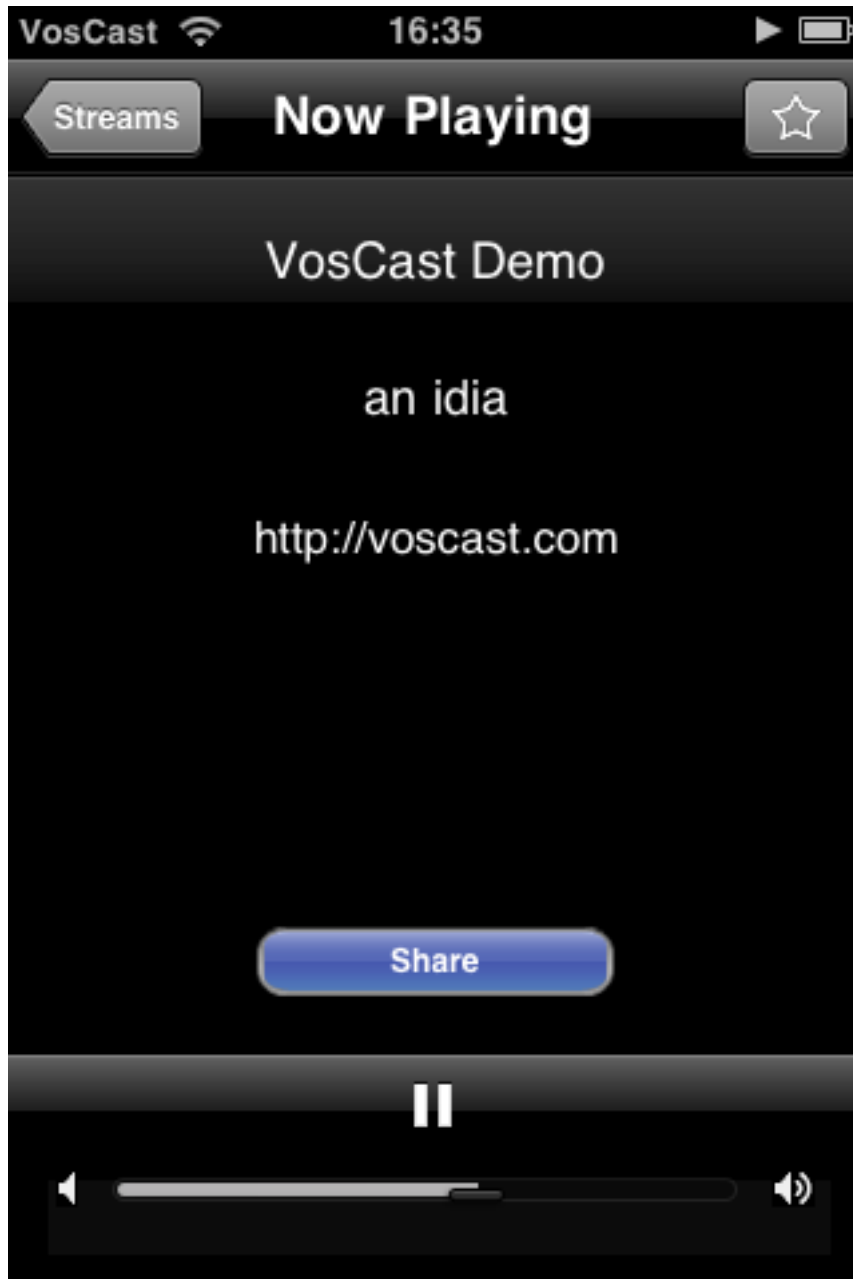 VosCast 16:35
Streams Now Playing
VosCast Demo
an idia
http://voscast.com
Share